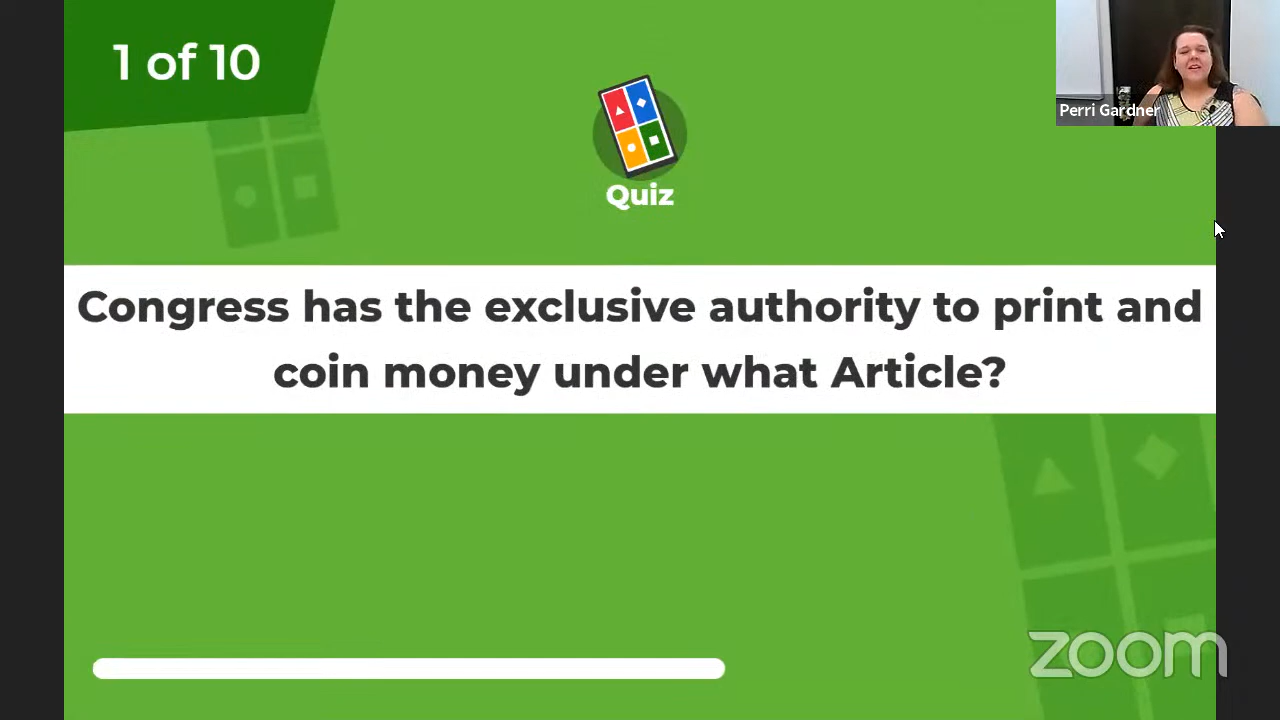 1 of 10
Perri Gardner
Quiz
Congress has the exclusive authority to print and
coin money under what Article?
zoom